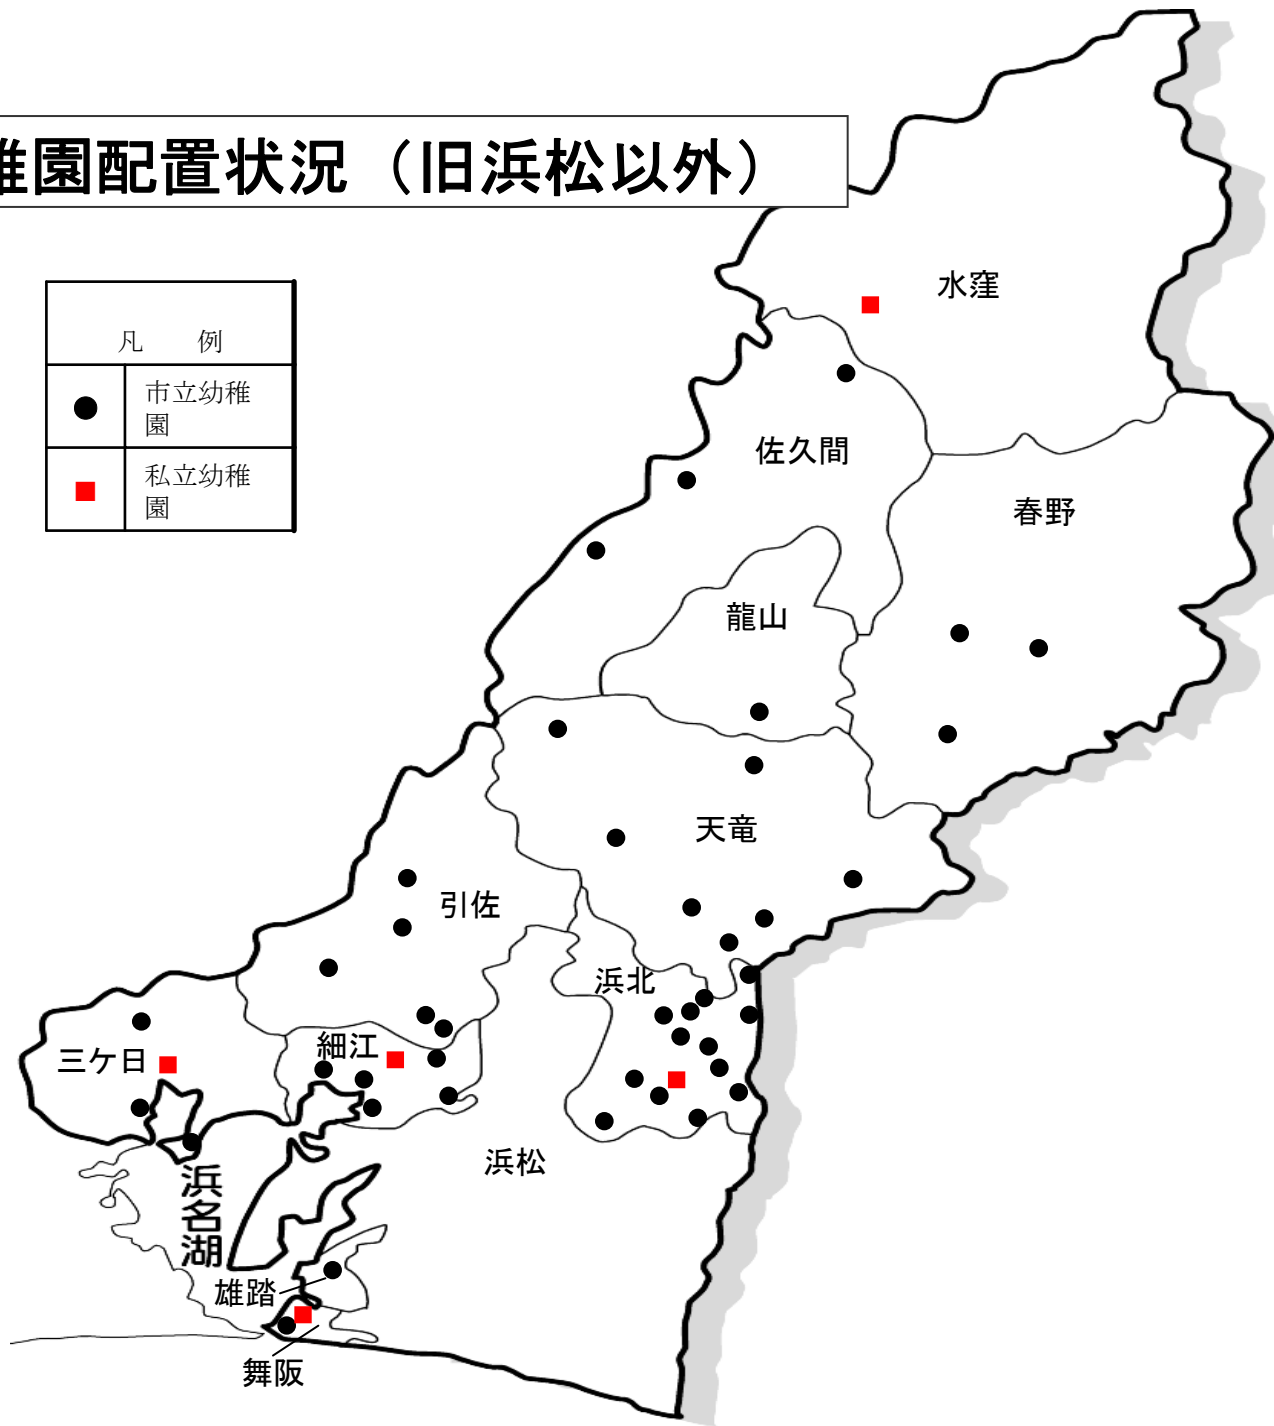 園配置状況（旧浜松以外）
凡　例
市立幼稚
園
私立幼稚
園
水窪
佐久間
春野
龍山
天竜
引佐
浜北
細江
三ケ日
浜松
浜名湖
雄踏
舞阪